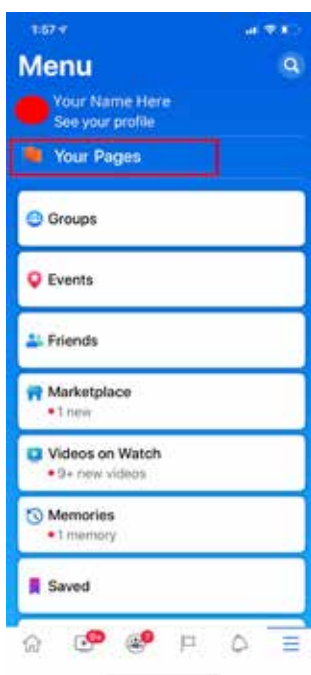 1:57
Menu
Your Name Here
See your profile
Your Pages
Groups
Events
Friends
Marketplace
1 new
Videos on Watch
9+ new videos
Memories
1 memory
Saved
9+